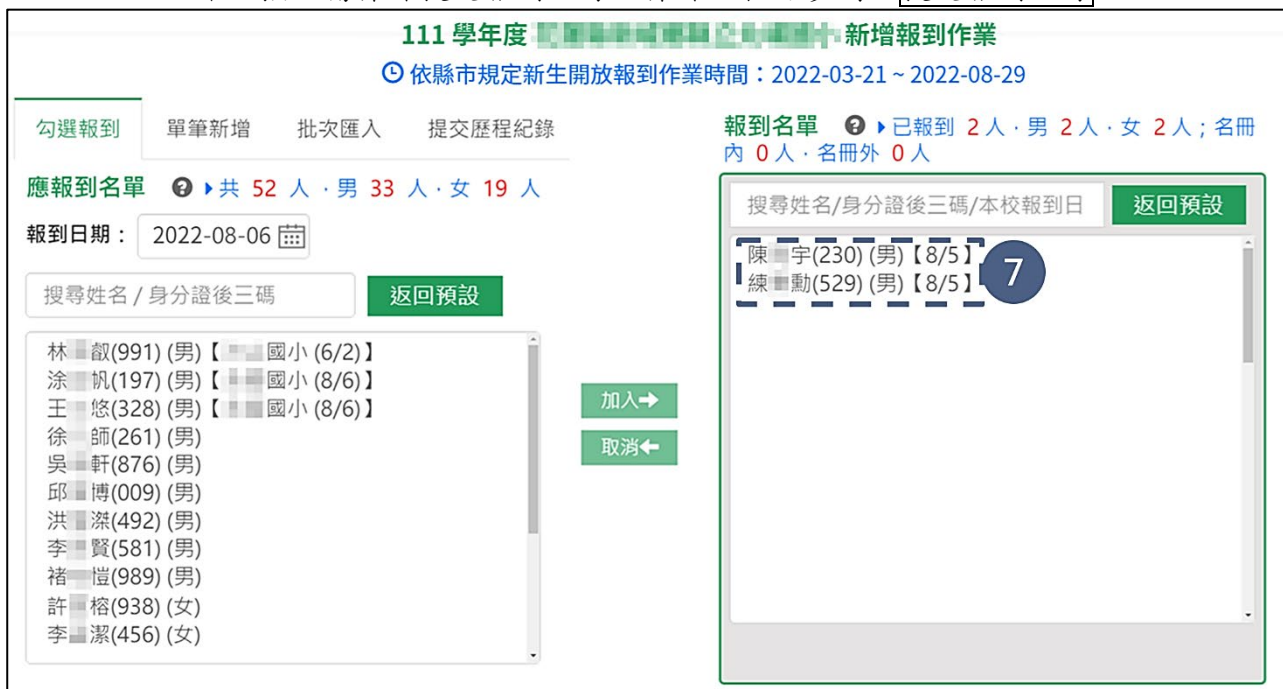 111 學年度 新增報到作業
依縣市規定新生開放報到作業時間：2022-03-21 ~ 2022-08-29
勾選報到 單筆新增 批次匯入 提交歷程紀錄
應報到名單 ? 共 52 人 · 男 33 人 · 女 19 人
報到日期： 2022-08-06
搜尋姓名 / 身分證後三碼 返回預設
林 叡(991) (男)【 國小 (6/2)】
涂 帆(197) (男)【 國小 (8/6)】
王 悠(328) (男)【 國小 (8/6)】
徐 師(261) (男)
吳 軒(876) (男)
邱 博(009) (男)
洪 滐(492) (男)
李 賢(581) (男)
褚 愷(989) (男)
許 榕(938) (女)
李 潔(456) (女)
加入
取消
報到名單 ? 已報到 2 人 · 男 2 人 · 女 2 人 ; 名冊
內 0 人 · 名冊外 0 人
搜尋姓名/身分證後三碼/本校報到日 返回預設
陳 宇(230) (男)【8/5】
練 勳(529) (男)【8/5】
7